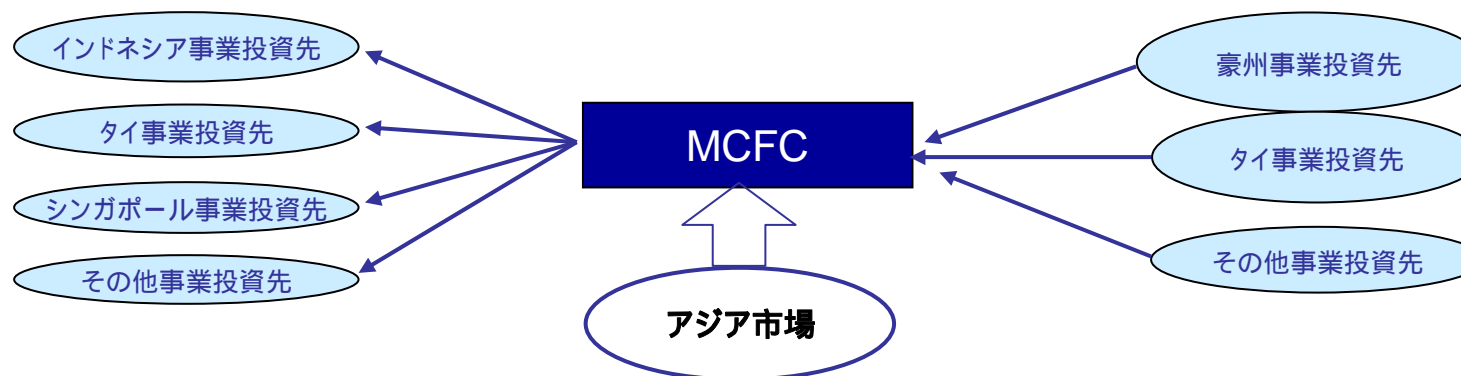 インドネシア事業投資先
タイ事業投資先
シンガポール事業投資先
その他事業投資先
MCFC
アジア市場
豪州事業投資先
タイ事業投資先
その他事業投資先